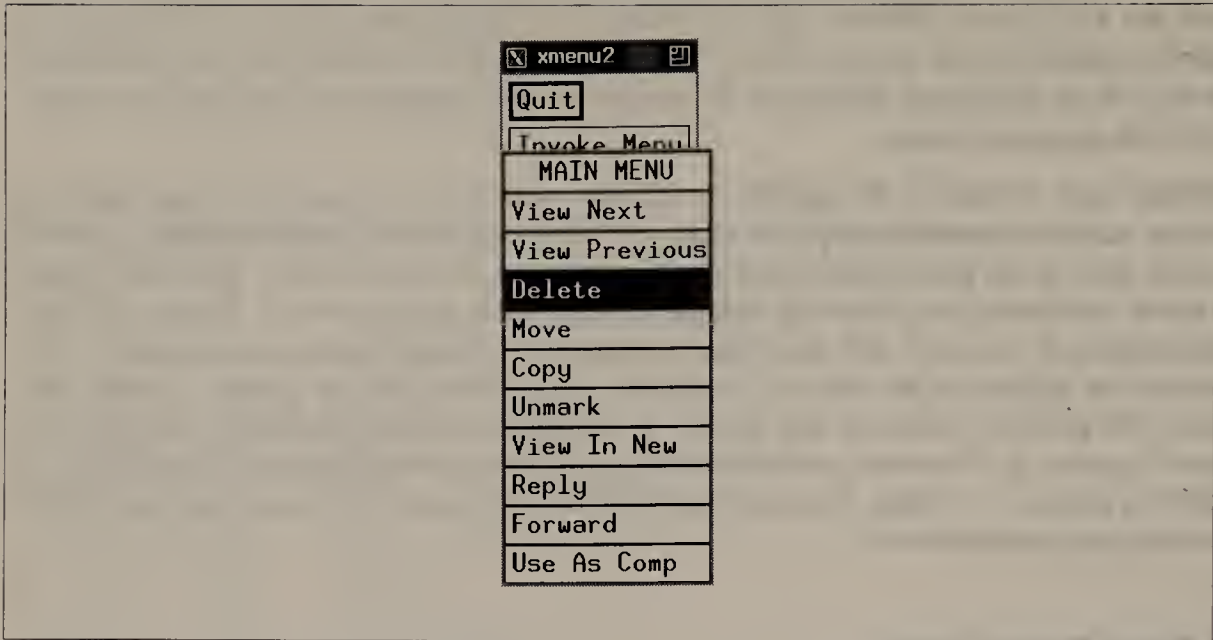 xmenu2
Quit
Invoke Menu
MAIN MENU
View Next
View Previous
Delete
Move
Copy
Unmark
View In New
Reply
Forward
Use As Comp